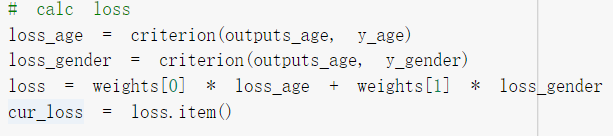 # calc loss
loss_age = criterion(outputs_age, y_age)
loss_gender = criterion(outputs_age, y_gender)
loss = weights[0] * loss_age + weights[1] * loss_gender
cur_loss = loss.item()